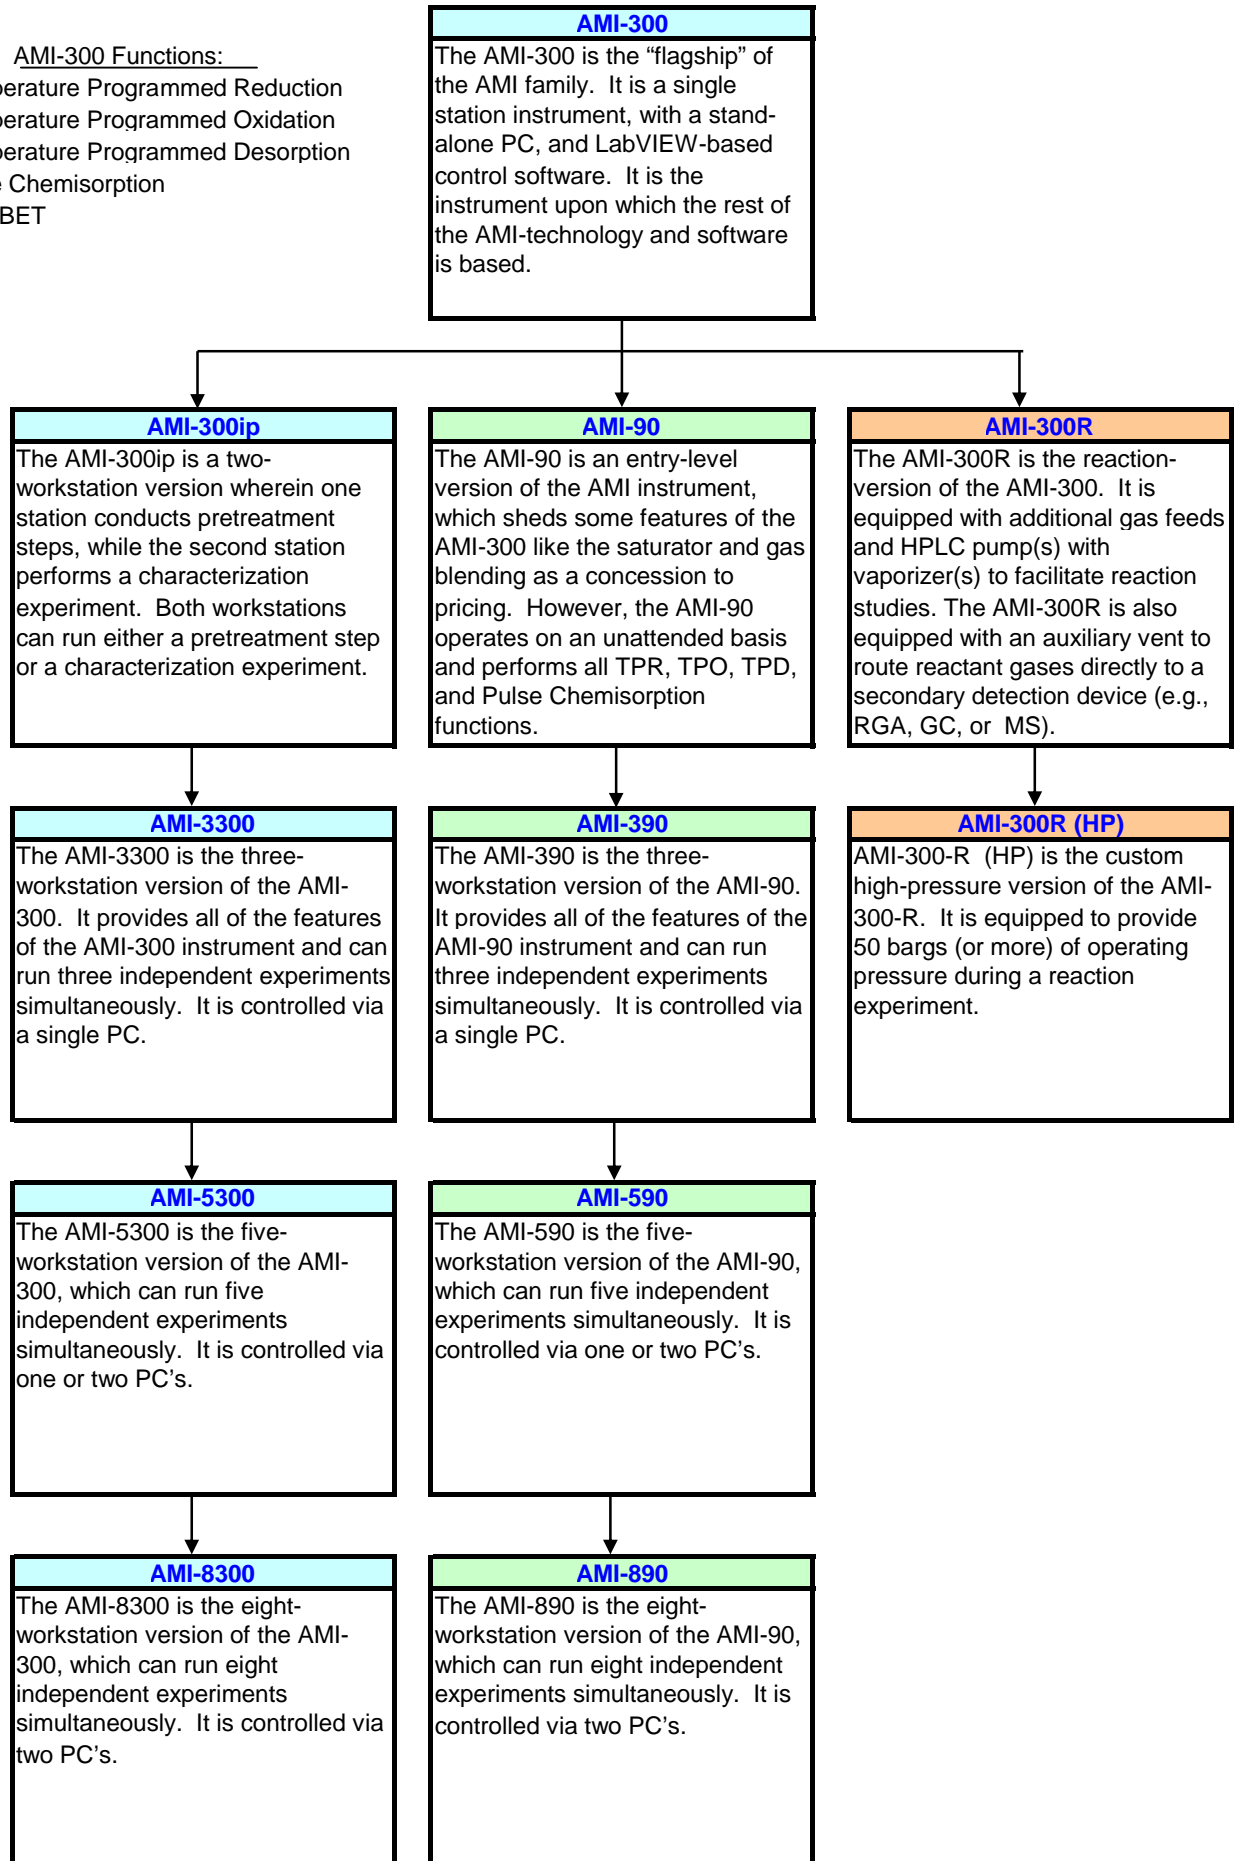 AMI-300
The AMI-300 is the “flagship” of
the AMI family.  It is a single
station instrument, with a stand-
alone PC, and LabVIEW-based
control software.  It is the
instrument upon which the rest of
the AMI-technology and software
is based.
AMI-300 Functions:
Programmed Reduction
Programmed Oxidation
Programmed Desorption
Chemisorption
BET
AMI-300ip
The AMI-300ip is a two-
workstation version wherein one
station conducts pretreatment
steps, while the second station
performs a characterization
experiment.  Both workstations
can run either a pretreatment step
or a characterization experiment.
AMI-90
The AMI-90 is an entry-level
version of the AMI instrument,
which sheds some features of the
AMI-300 like the saturator and gas
blending as a concession to
pricing.  However, the AMI-90
operates on an unattended basis
and performs all TPR, TPO, TPD,
and Pulse Chemisorption
functions.
AMI-300R
The AMI-300R is the reaction-
version of the AMI-300.  It is
equipped with additional gas feeds
and HPLC pump(s) with
vaporizer(s) to facilitate reaction
studies. The AMI-300R is also
equipped with an auxiliary vent to
route reactant gases directly to a
secondary detection device (e.g.,
RGA, GC, or  MS).
AMI-3300
The AMI-3300 is the three-
workstation version of the AMI-
300.  It provides all of the features
of the AMI-300 instrument and can
run three independent experiments
simultaneously.  It is controlled via
a single PC.
AMI-390
The AMI-390 is the three-
workstation version of the AMI-90.
It provides all of the features of the
AMI-90 instrument and can run
three independent experiments
simultaneously.  It is controlled via
a single PC.
AMI-300R (HP)
AMI-300-R  (HP) is the custom
high-pressure version of the AMI-
300-R.  It is equipped to provide
50 bargs (or more) of operating
pressure during a reaction
experiment.
AMI-5300
The AMI-5300 is the five-
workstation version of the AMI-
300, which can run five
independent experiments
simultaneously.  It is controlled via
one or two PC’s.
AMI-590
The AMI-590 is the five-
workstation version of the AMI-90,
which can run five independent
experiments simultaneously.  It is
controlled via one or two PC’s.
AMI-8300
The AMI-8300 is the eight-
workstation version of the AMI-
300, which can run eight
independent experiments
simultaneously.  It is controlled via
two PC’s.
AMI-890
The AMI-890 is the eight-
workstation version of the AMI-90,
which can run eight independent
experiments simultaneously.  It is
controlled via two PC’s.